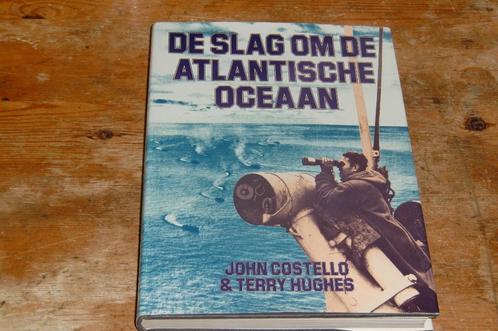 DE SLAG OM DE
ATLANTISCHE
OCEAAN
JOHN COSTELLO
& TERRY HUGHES